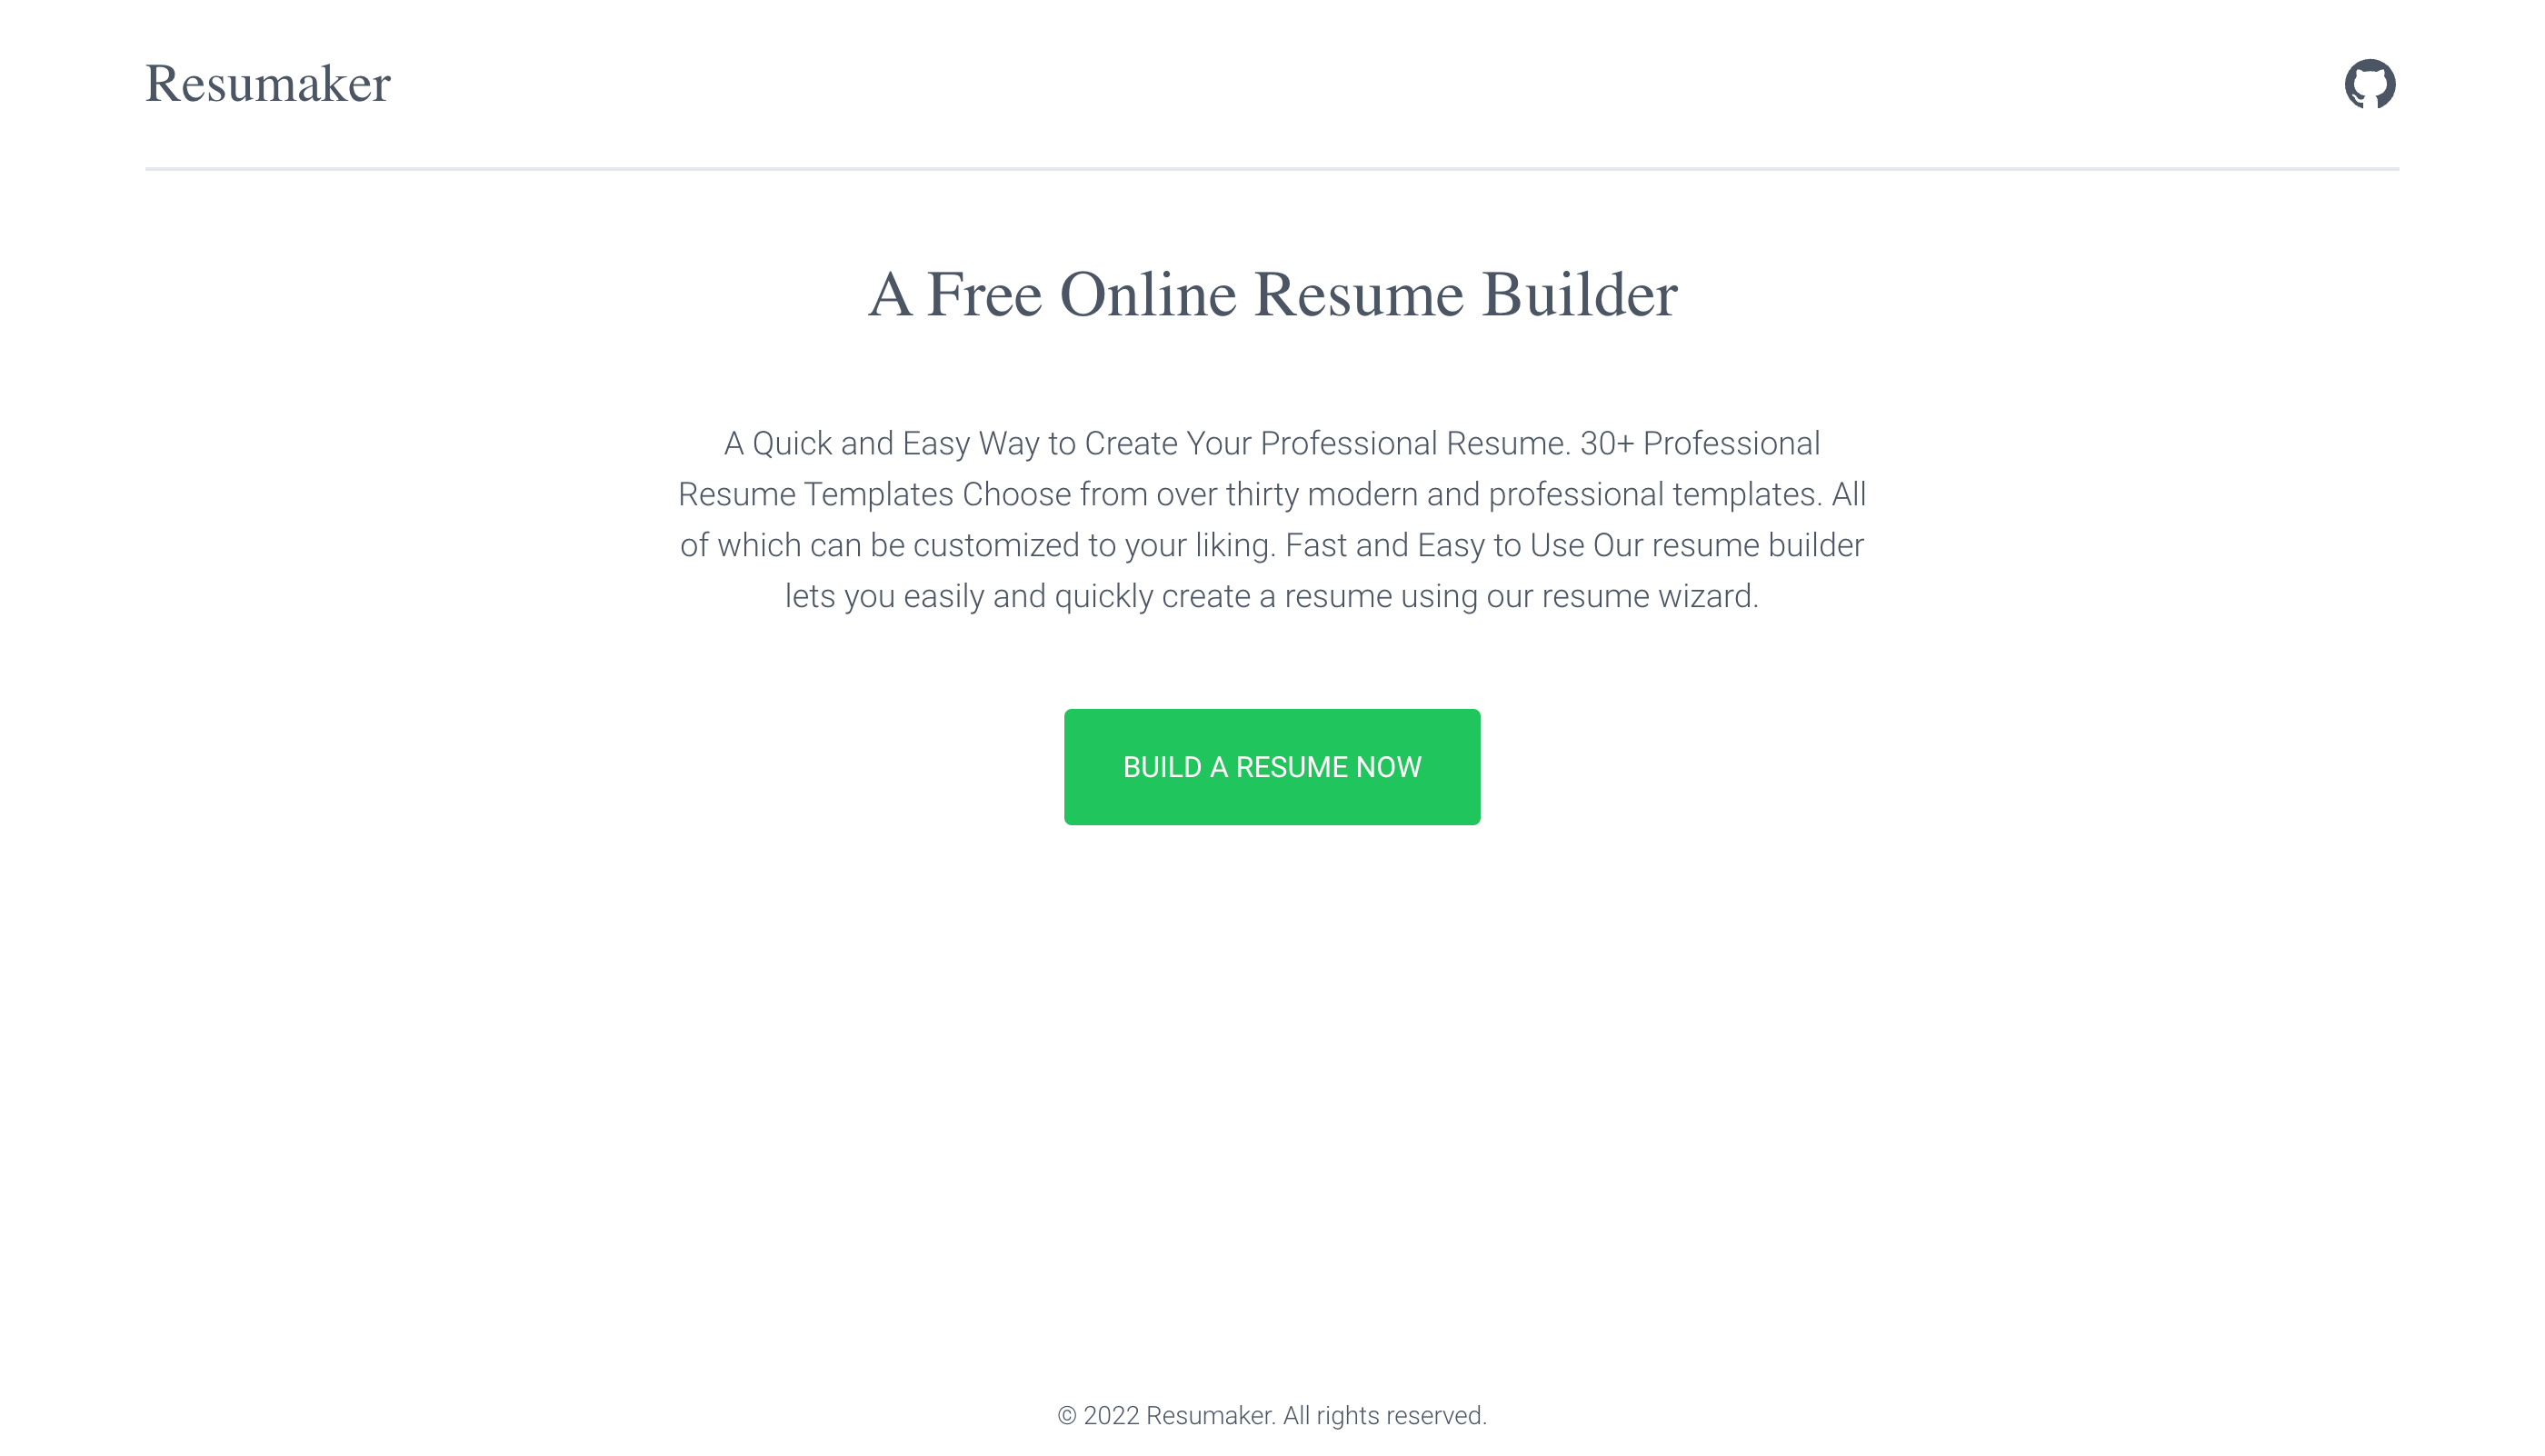 Resumaker
A Free Online Resume Builder
A Quick and Easy Way to Create Your Professional Resume. 30+ Professional
Resume Templates Choose from over thirty modern and professional templates. All
of which can be customized to your liking. Fast and Easy to Use Our resume builder
lets you easily and quickly create a resume using our resume wizard.
BUILD A RESUME NOW
© 2022 Resumaker. All rights reserved.